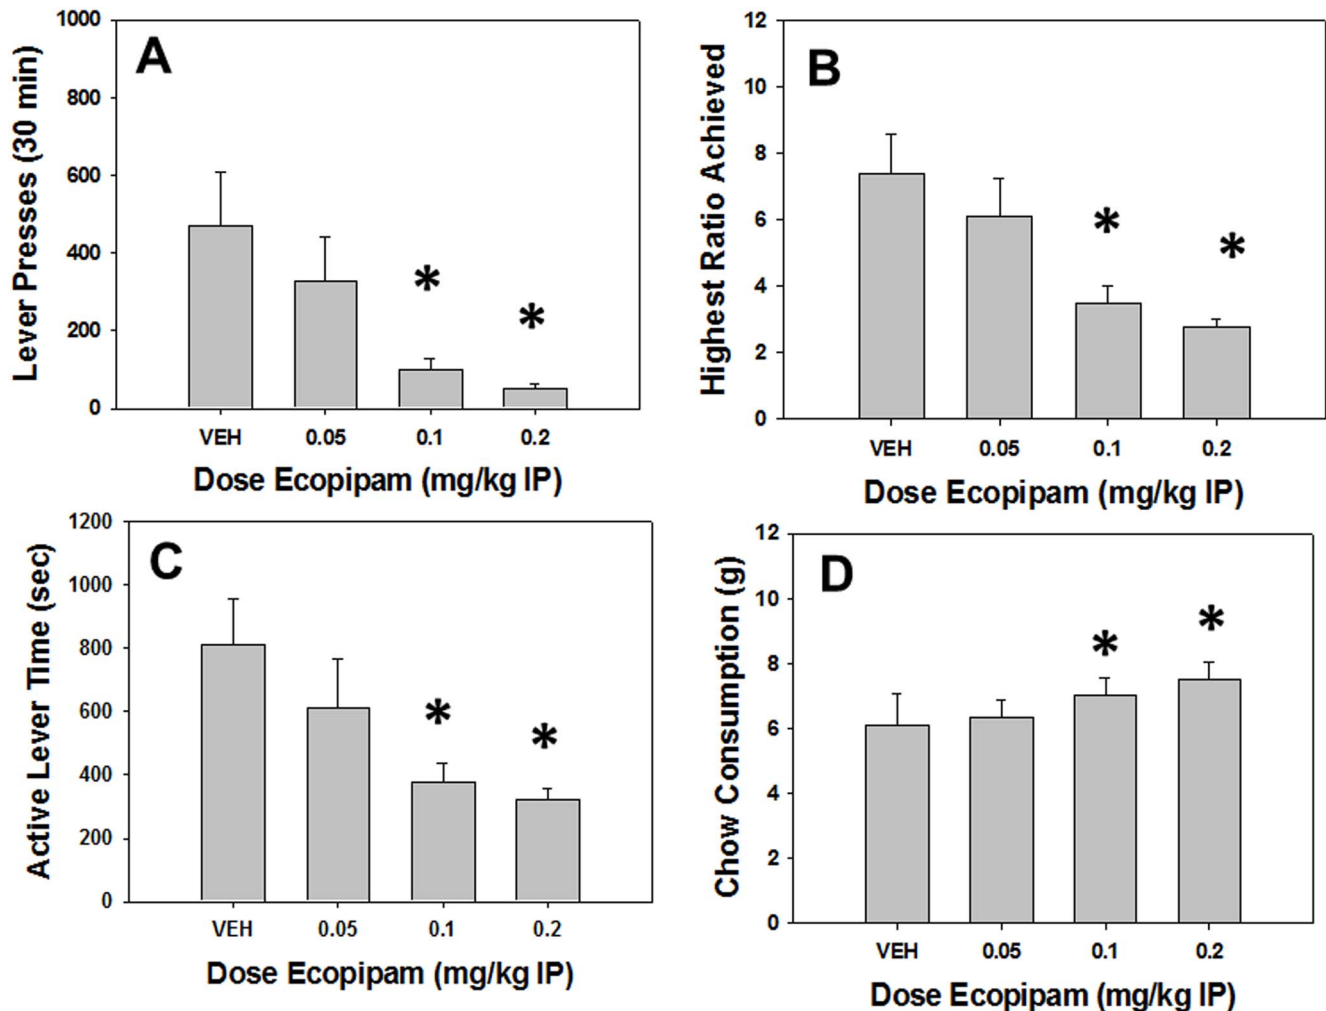 A
Lever Presses (30 min)
1000
800
600
400
200
0
*
*
VEH 0.05 0.1 0.2
Dose Ecopipam (mg/kg IP)
B
Highest Ratio Achieved
12
10
8
6
4
2
0
*
*
VEH 0.05 0.1 0.2
Dose Ecopipam (mg/kg IP)
C
Active Lever Time (sec)
1200
1000
800
600
400
200
0
*
*
VEH 0.05 0.1 0.2
Dose Ecopipam (mg/kg IP)
D
Chow Consumption (g)
12
10
8
6
4
2
0
*
*
VEH 0.05 0.1 0.2
Dose Ecopipam (mg/kg IP)